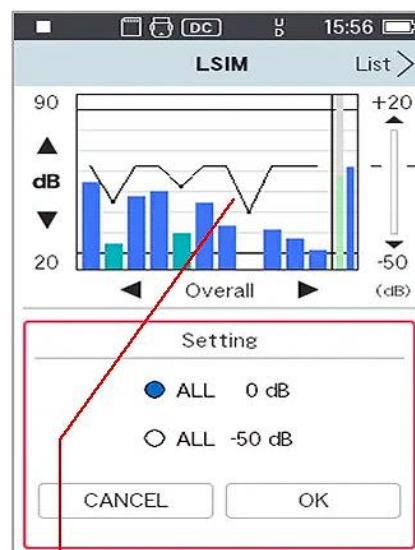 DC U D 15:56
LSIM List
90 +20
dB
20 -50
Overall (dB)
Setting
ALL 0 dB
ALL -50 dB
CANCEL OK